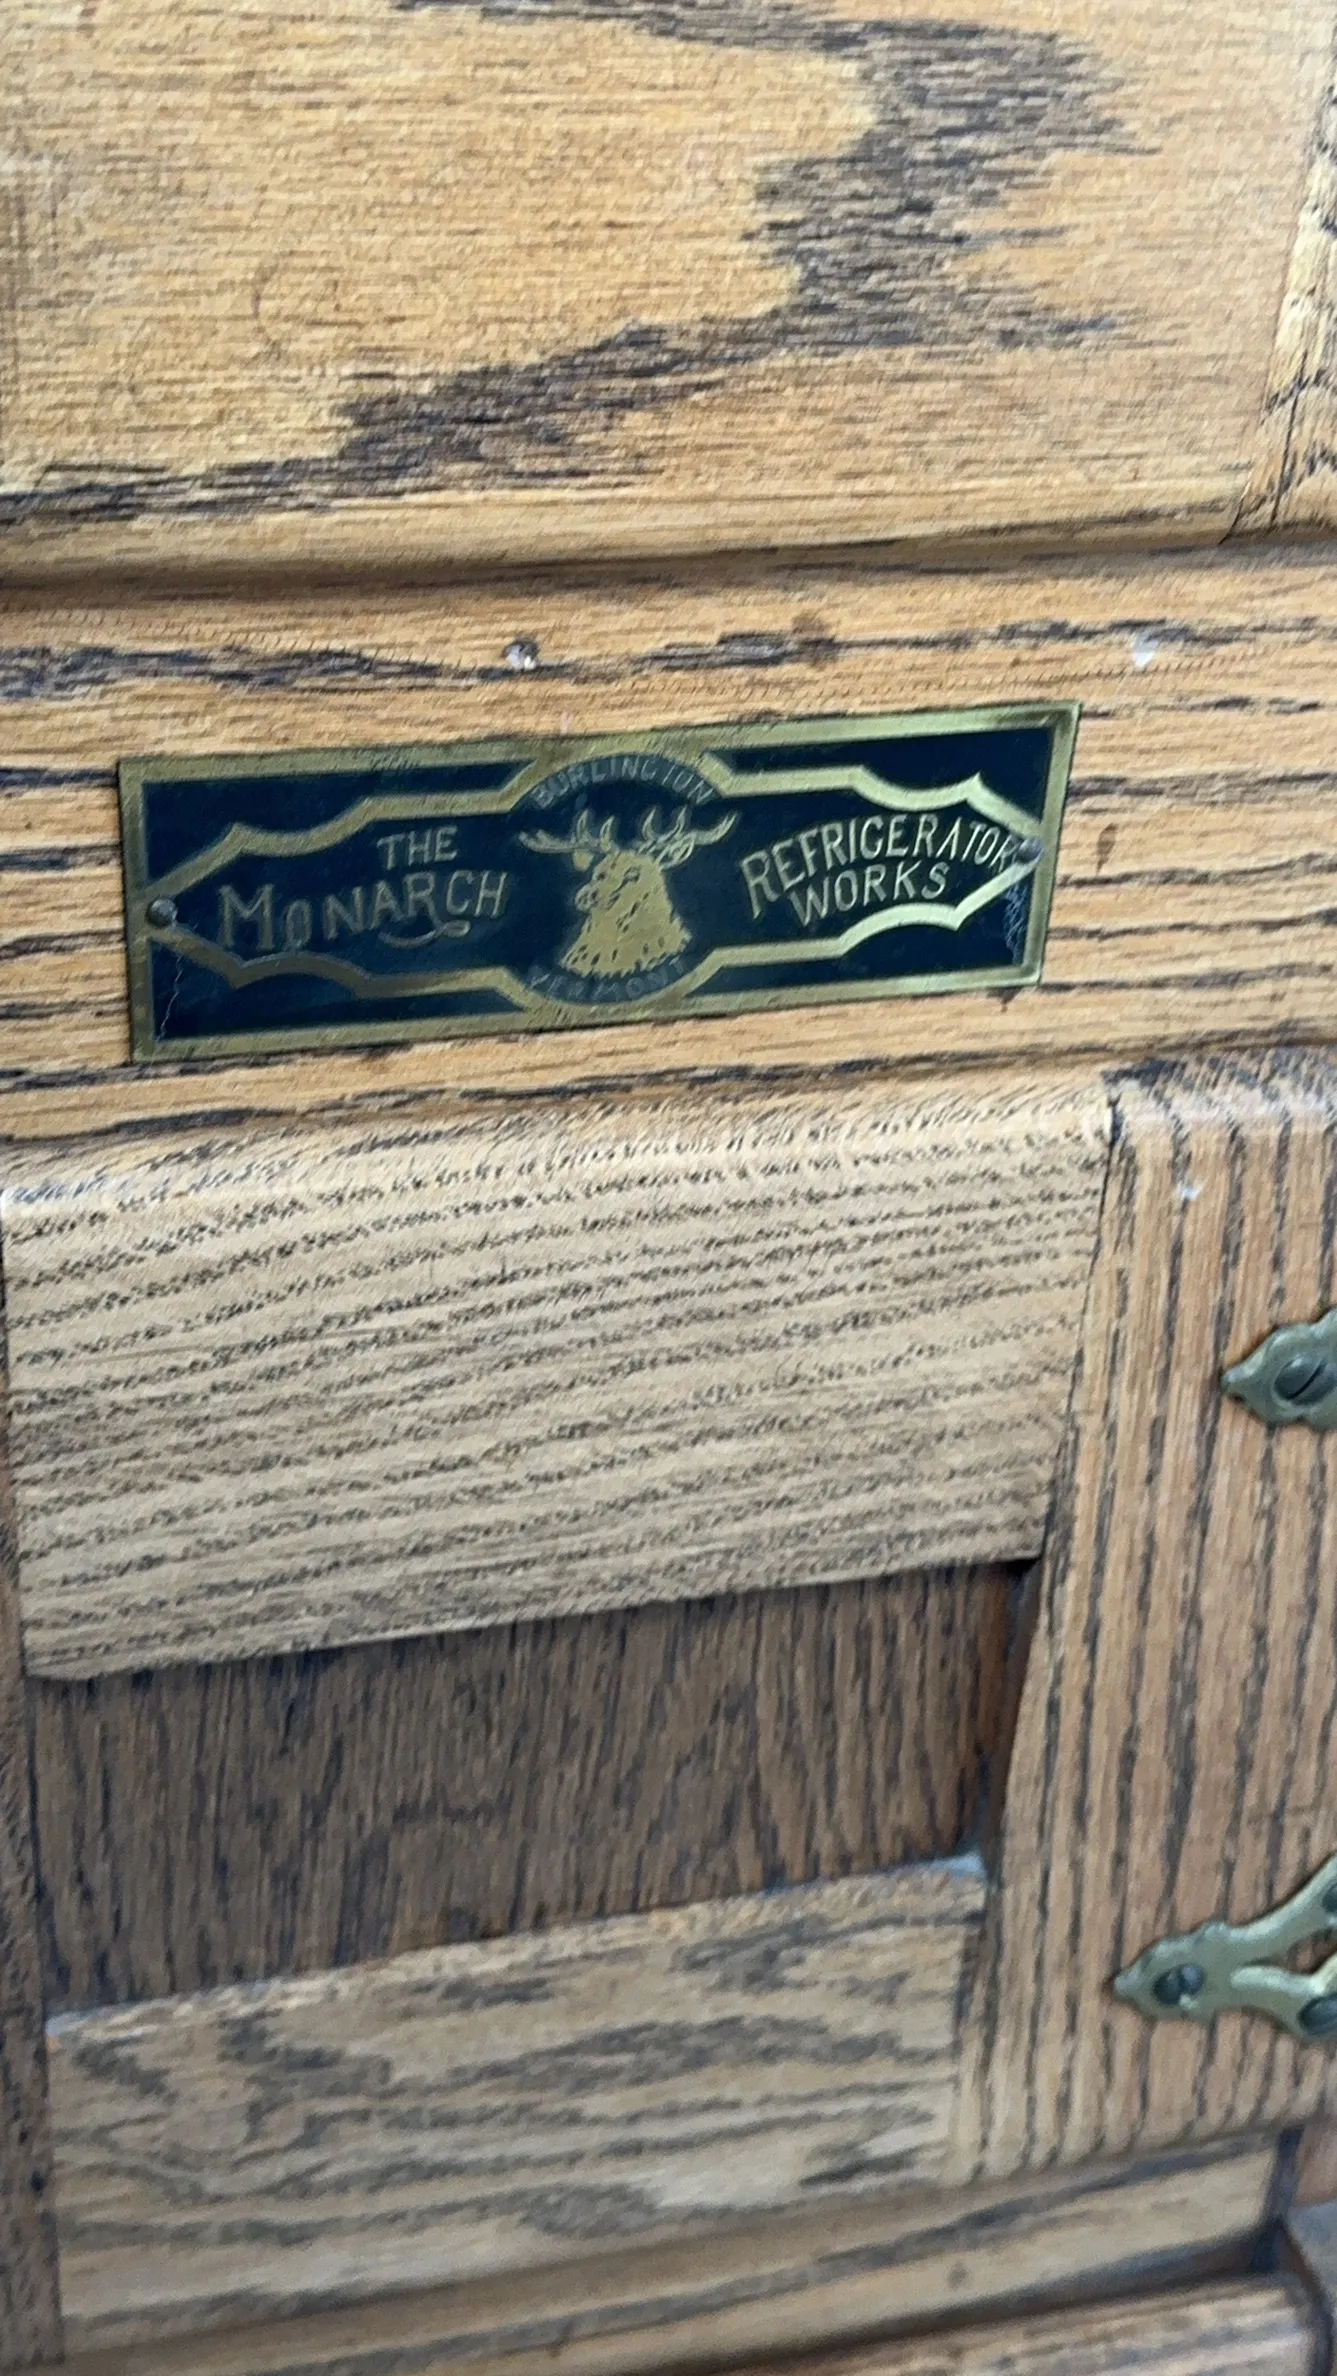 BURLINGTON
THE
MONARCH
REFRIGERATOR
WORKS
VERMONT